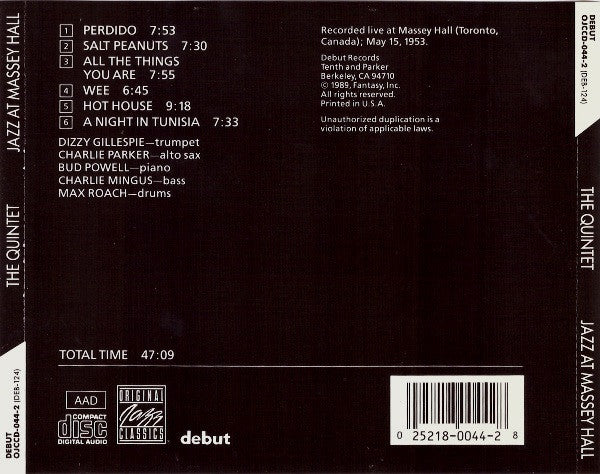 THE QUINTET JAZZ AT MASSEY HALL
DEBUT
OJCCD-044-2 (DEB-124)
1 PERDIDO 7:53
2 SALT PEANUTS 7:30
3 ALL THE THINGS
YOU ARE 7:55
4 WEE 6:45
5 HOT HOUSE 9:18
6 A NIGHT IN TUNISIA 7:33
DIZZY GILLESPIE—trumpet
CHARLIE PARKER—alto sax
BUD POWELL—piano
CHARLIE MINGUS—bass
MAX ROACH—drums
Recorded live at Massey Hall (Toronto,
Canada); May 15, 1953.
Debut Records
Tenth and Parker
Berkeley, CA 94710
© 1989, Fantasy, Inc.
All rights reserved.
Printed in U.S.A.
Unauthorized duplication is a
violation of applicable laws.
TOTAL TIME 47:09
AAD
COMPACT
disc
DIGITAL AUDIO
ORIGINAL
Jazz
CLASSICS
debut
0 25218-0044-2 8
DEBUT
OJCCD-044-2 (DEB-124)
THE QUINTET JAZZ AT MASSEY HALL